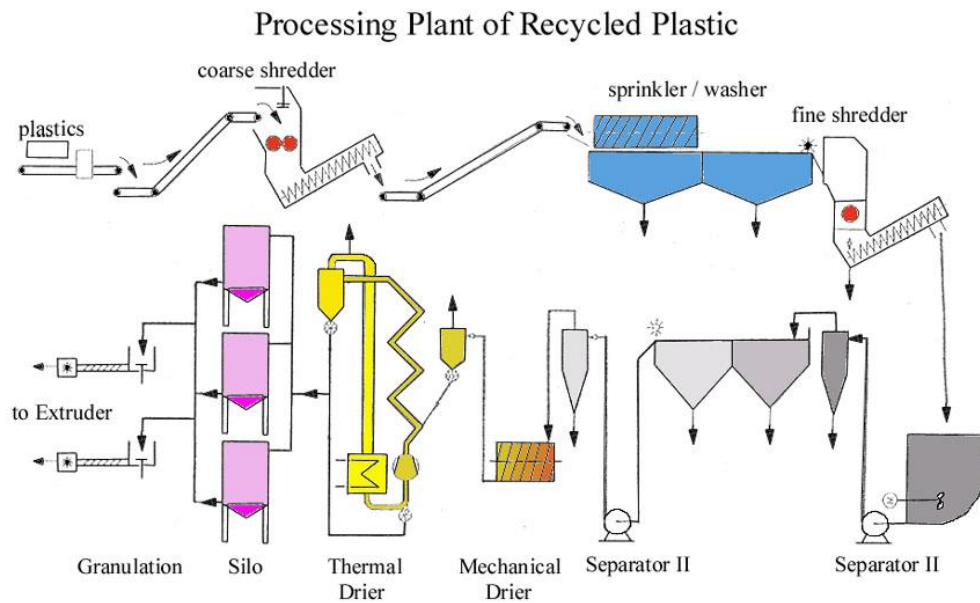 Processing Plant of Recycled Plastic
coarse shredder
sprinkler / washer
plastics
fine shredder
to Extruder
Granulation
Silo
Thermal
Drier
Mechanical
Drier
Separator II
Separator II